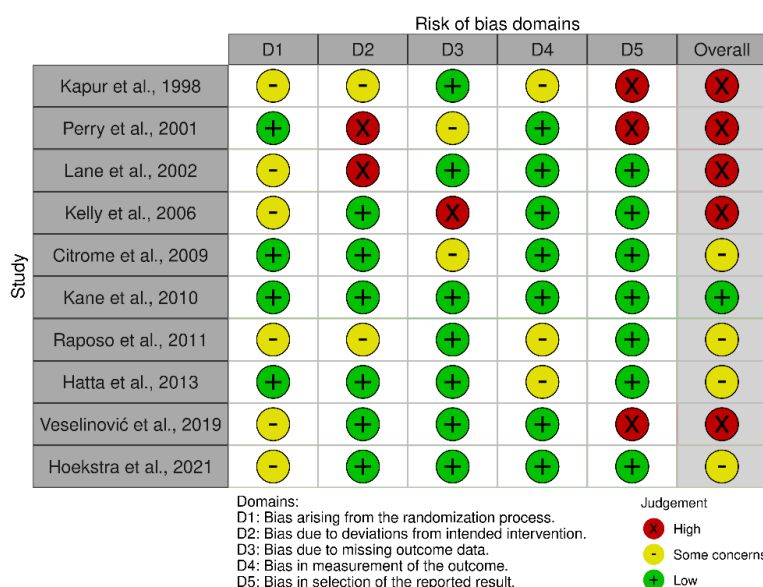 Risk of bias domains
D1 D2 D3 D4 D5 Overall
Study
Kapur et al., 1998 - - + - X X
Perry et al., 2001 + X - + X X
Lane et al., 2002 - X + + + X
Kelly et al., 2006 - + X + + X
Citrome et al., 2009 + + - + + -
Kane et al., 2010 + + + + + +
Raposo et al., 2011 - - + - + -
Hatta et al., 2013 + + + - + -
Veselinović et al., 2019 - + + + X X
Hoekstra et al., 2021 - + + + + -
Domains:
D1: Bias arising from the randomization process.
D2: Bias due to deviations from intended intervention.
D3: Bias due to missing outcome data.
D4: Bias in measurement of the outcome.
D5: Bias in selection of the reported result.
Judgement
X High
- Some concerns
+ Low